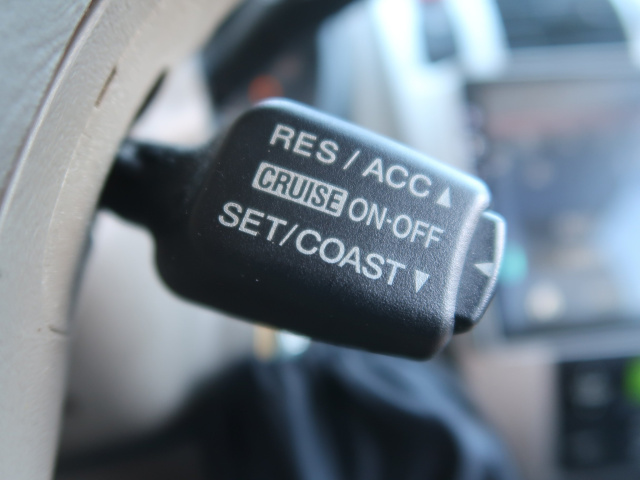 RES / ACC ▲
CRUISE ON-OFF
SET/COAST ▼